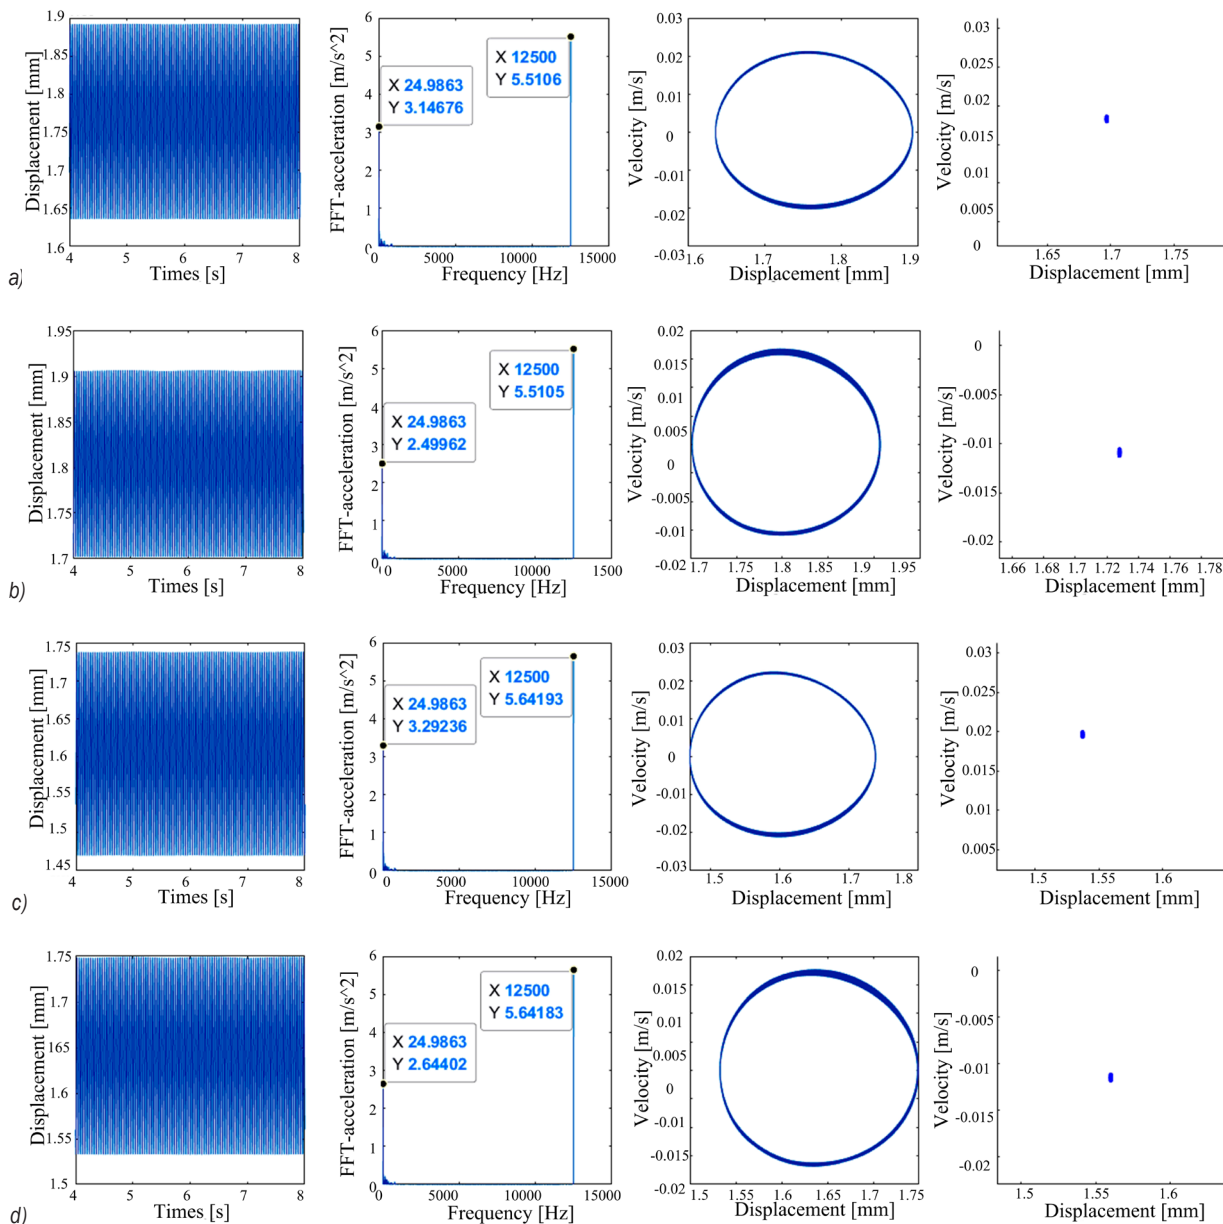 Displacement [mm]
1.9
1.85
1.8
1.75
1.7
1.65
1.6
4 5 6 7 8
Times [s]
FFT-acceleration [m/s^2]
6
5
4
3
2
1
0
X 12500
Y 5.5106
X 24.9863
Y 3.14676
0 5000 10000 15000
Frequency [Hz]
Velocity [m/s]
0.03
0.02
0.01
0
-0.01
-0.02
-0.03
1.6 1.7 1.8 1.9
Displacement [mm]
Velocity [m/s]
0.03
0.025
0.02
0.015
0.01
0.005
0
1.65 1.7 1.75
Displacement [mm]
a)
Displacement [mm]
1.95
1.9
1.85
1.8
1.75
1.7
4 5 6 7 8
Times [s]
FFT-acceleration [m/s^2]
6
5
4
3
2
1
0
X 12500
Y 5.5105
X 24.9863
Y 2.49962
0 5000 10000 1500
Frequency [Hz]
Velocity [m/s]
0.02
0.015
0.01
0.005
0
-0.005
-0.01
-0.02
1.7 1.75 1.8 1.85 1.9 1.95
Displacement [mm]
Velocity [m/s]
0
-0.005
-0.01
-0.015
-0.02
1.66 1.68 1.7 1.72 1.74 1.76 1.78
Displacement [mm]
b)
Displacement [mm]
1.75
1.7
1.65
1.6
1.55
1.5
1.45
4 5 6 7 8
Times [s]
FFT-acceleration [m/s^2]
6
5
4
3
2
1
0
X 12500
Y 5.64193
X 24.9863
Y 3.29236
0 5000 10000 15000
Frequency [Hz]
Velocity [m/s]
0.03
0.02
0.01
0
-0.01
-0.02
-0.03
1.5 1.6 1.7 1.8
Displacement [mm]
Velocity [m/s]
0.03
0.025
0.02
0.015
0.01
0.005
1.5 1.55 1.6
Displacement [mm]
c)
Displacement [mm]
1.75
1.7
1.65
1.6
1.55
1.5
4 5 6 7 8
Times [s]
FFT-acceleration [m/s^2]
6
5
4
3
2
1
0
X 12500
Y 5.64183
X 24.9863
Y 2.64402
0 5000 10000 15000
Frequency [Hz]
Velocity [m/s]
0.02
0.015
0.01
0.005
0
-0.005
-0.01
-0.015
-0.02
1.5 1.55 1.6 1.65 1.7 1.75
Displacement [mm]
Velocity [m/s]
0
-0.005
-0.01
-0.015
-0.02
1.5 1.55 1.6
Displacement [mm]
d)